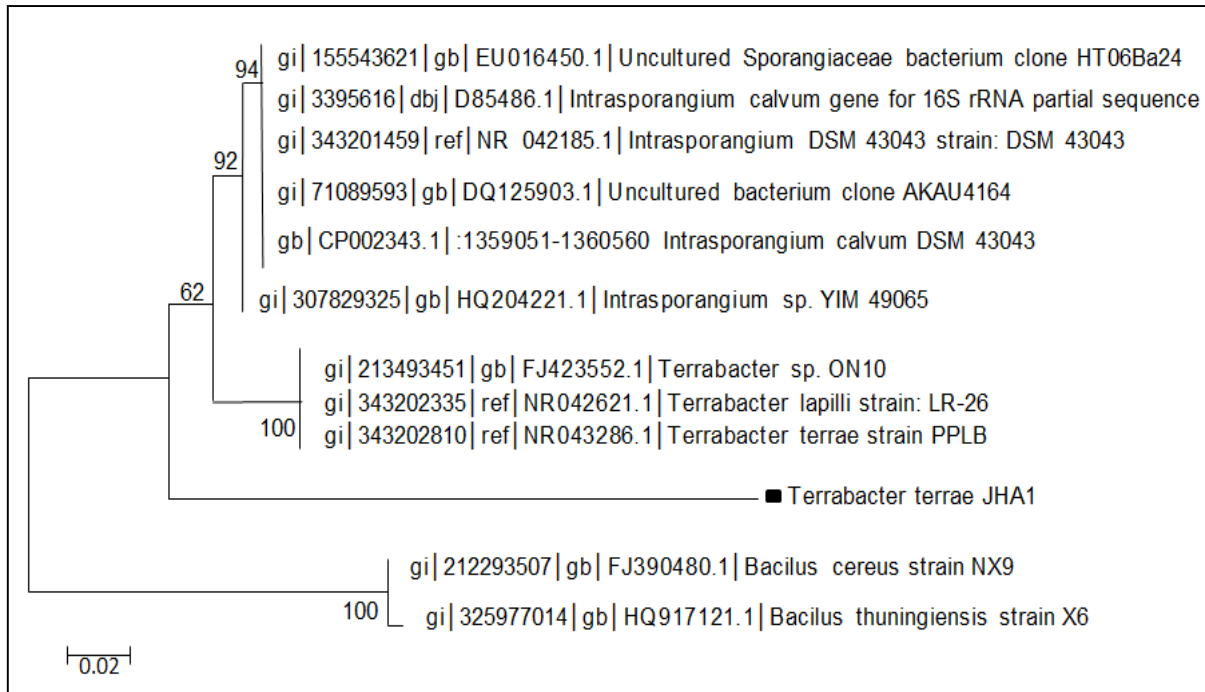 94
gi|155543621|gb|EU016450.1|Uncultured Sporangiaceae bacterium clone HT06Ba24
gi|3395616|dbj|D85486.1|Intrasporangium calvum gene for 16S rRNA partial sequence
gi|343201459|ref|NR 042185.1|Intrasporangium DSM 43043 strain: DSM 43043
92
gi|71089593|gb|DQ125903.1|Uncultured bacterium clone AKAU4164
gb|CP002343.1|:1359051-1360560 Intrasporangium calvum DSM 43043
62
gi|307829325|gb|HQ204221.1|Intrasporangium sp. YIM 49065
gi|213493451|gb|FJ423552.1|Terrabacter sp. ON10
gi|343202335|ref|NR042621.1|Terrabacter lapilli strain: LR-26
100
gi|343202810|ref|NR043286.1|Terrabacter terrae strain PPLB
Terrabacter terrae JHA1
gi|212293507|gb|FJ390480.1|Bacilus cereus strain NX9
100
gi|325977014|gb|HQ917121.1|Bacilus thuningiensis strain X6
0.02